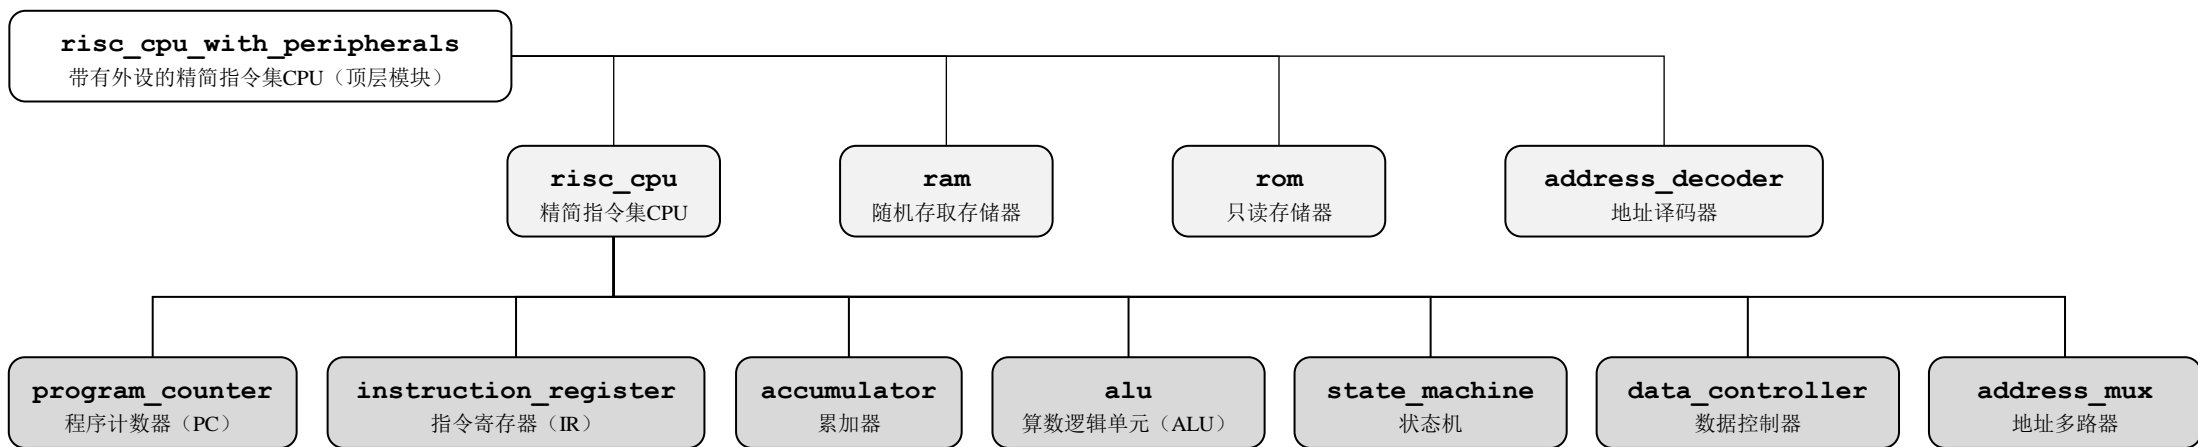 risc_cpu_with_peripherals
带有外设的精简指令集CPU（顶层模块）
risc_cpu
精简指令集CPU
ram
随机存取存储器
rom
只读存储器
address_decoder
地址译码器
program_counter
程序计数器（PC）
instruction_register
指令寄存器（IR）
accumulator
累加器
alu
算数逻辑单元（ALU）
state_machine
状态机
data_controller
数据控制器
address_mux
地址多路器